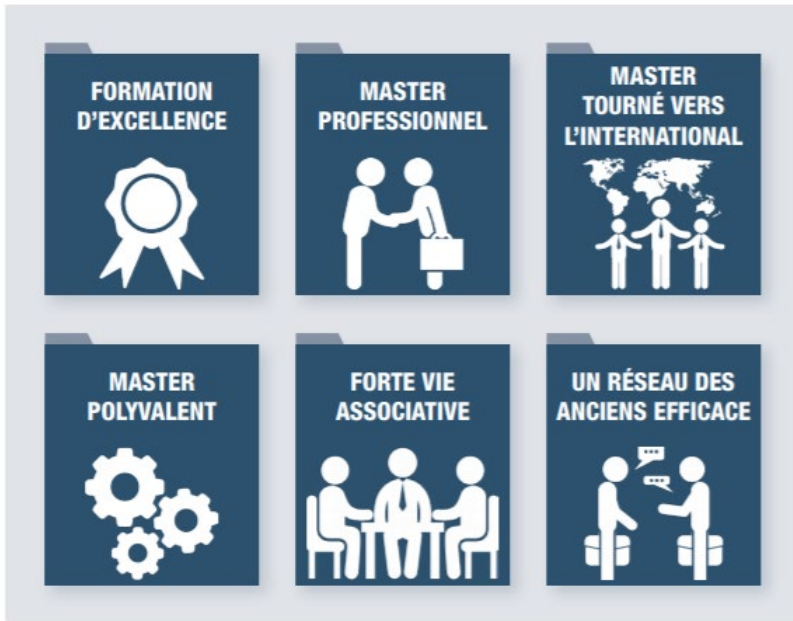 FORMATION
D'EXCELLENCE
MASTER
PROFESSIONNEL
MASTER
TOURNÉ VERS
L'INTERNATIONAL
MASTER
POLYVALENT
FORTE VIE
ASSOCIATIVE
UN RÉSEAU DES
ANCIENS EFFICACE